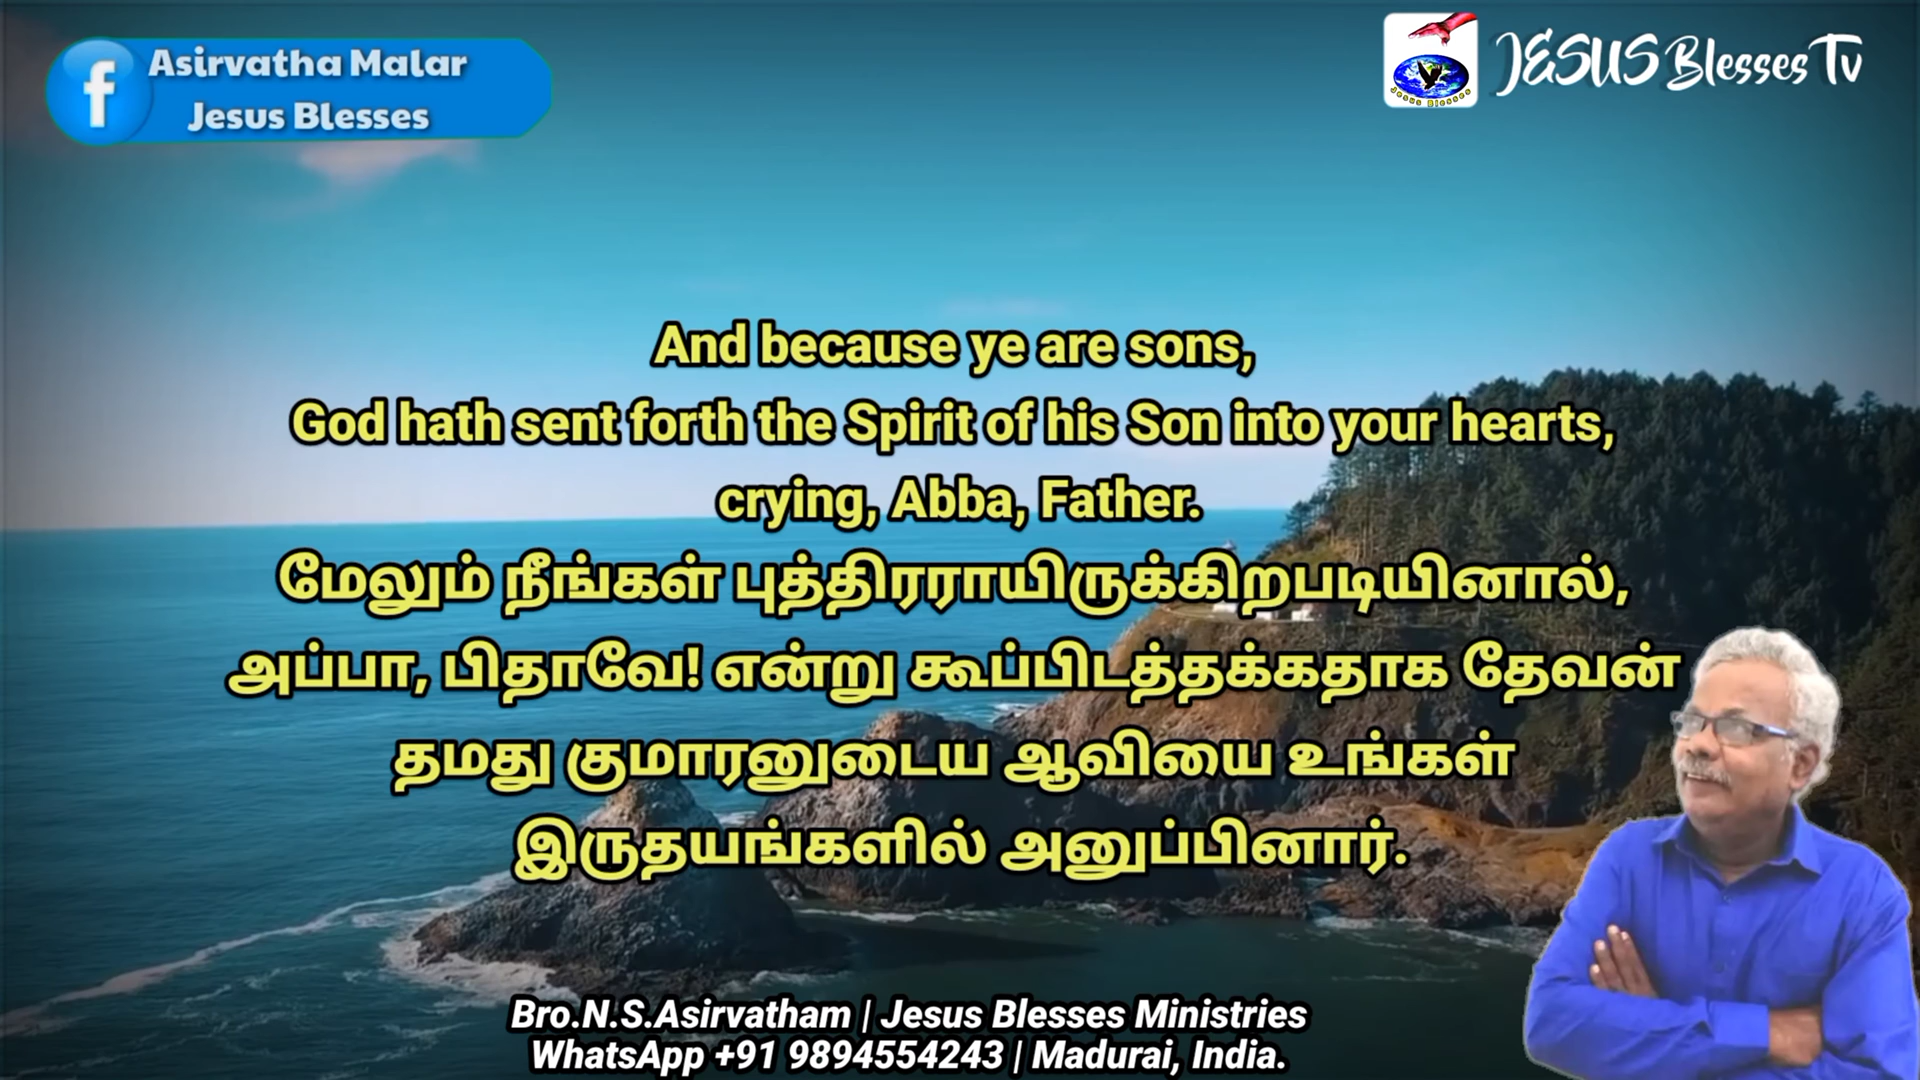 f Asirvatha Malar
Jesus Blesses
Jesus Blesses
JESUS Blesses Tv
And because ye are sons,
God hath sent forth the Spirit of his Son into your hearts,
crying, Abba, Father.
மேலும் நீங்கள் புத்திரராயிருக்கிறபடியினால்,
அப்பா, பிதாவே! என்று கூப்பிடத்தக்கதாக தேவன்
தமது குமாரனுடைய ஆவியை உங்கள்
இருதயங்களில் அனுப்பினார்.
Bro.N.S.Asirvatham | Jesus Blesses Ministries
WhatsApp +91 9894554243 | Madurai, India.